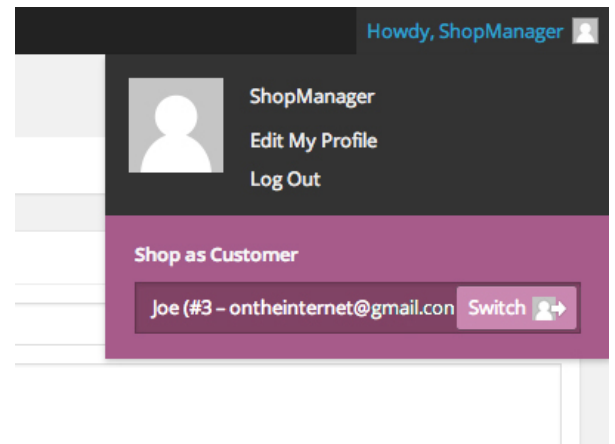 Howdy, ShopManager
ShopManager
Edit My Profile
Log Out
Shop as Customer
Joe (#3 – ontheinternet@gmail.con Switch